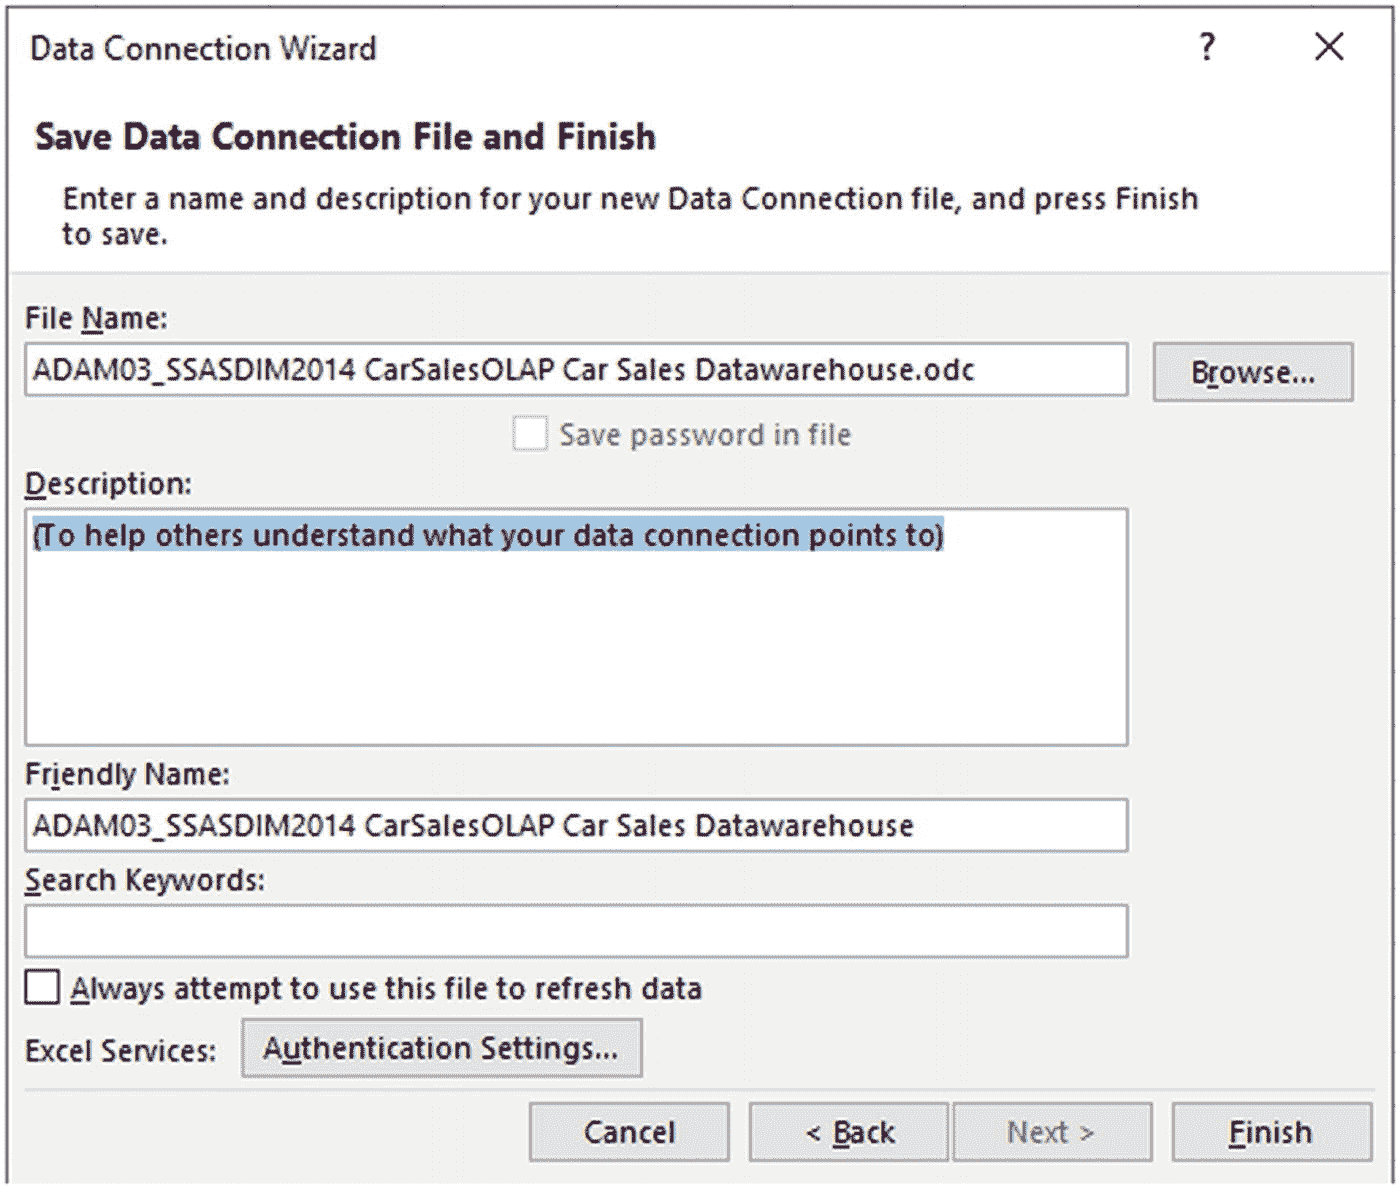 Data Connection Wizard
?
Save Data Connection File and Finish
Enter a name and description for your new Data Connection file, and press Finish
to save.
File Name:
ADAM03_SSASDIM2014 CarSalesOLAP Car Sales Datawarehouse.odc
Browse...
Save password in file
Description:
(To help others understand what your data connection points to)
Friendly Name:
ADAM03_SSASDIM2014 CarSalesOLAP Car Sales Datawarehouse
Search Keywords:
Always attempt to use this file to refresh data
Excel Services: Authentication Settings...
Cancel < Back Next > Finish